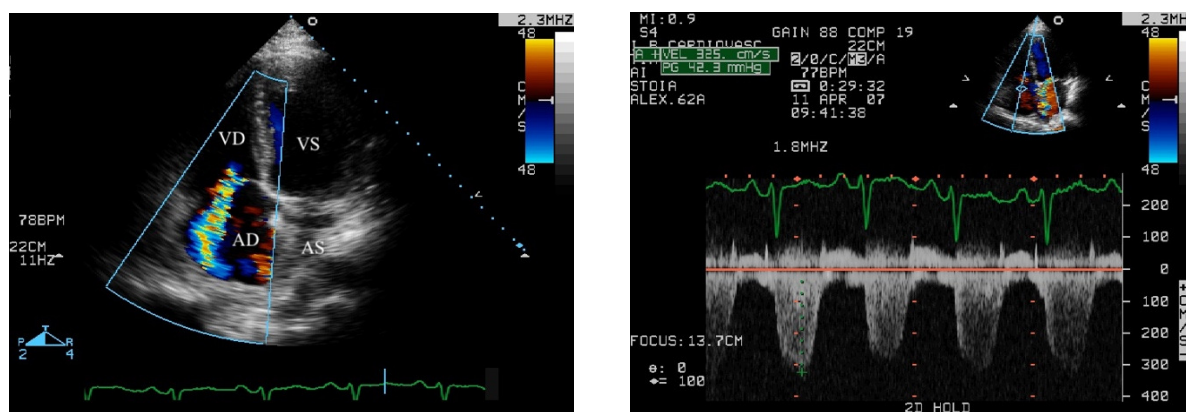 2.3MHZ
48
C
M
/
S
48
VD
VS
AD
AS
78BPM
22CM
11HZ
T
P R
2 4
MI:0.9
S4
GAIN 88 COMP 19
22CM
2/0/C/M3/A
VEL 325. cm/s
PG 42.3 mmHg
AI
77BPM
STOIA
0:29:32
ALEX.62A
11 APR 07
09:41:38
1.8MHZ
2.3MHZ
48
C
M
/
S
48
200
100
0
100
200
300
400
FOCUS:13.7CM
θ: 0
= 100
2D HOLD